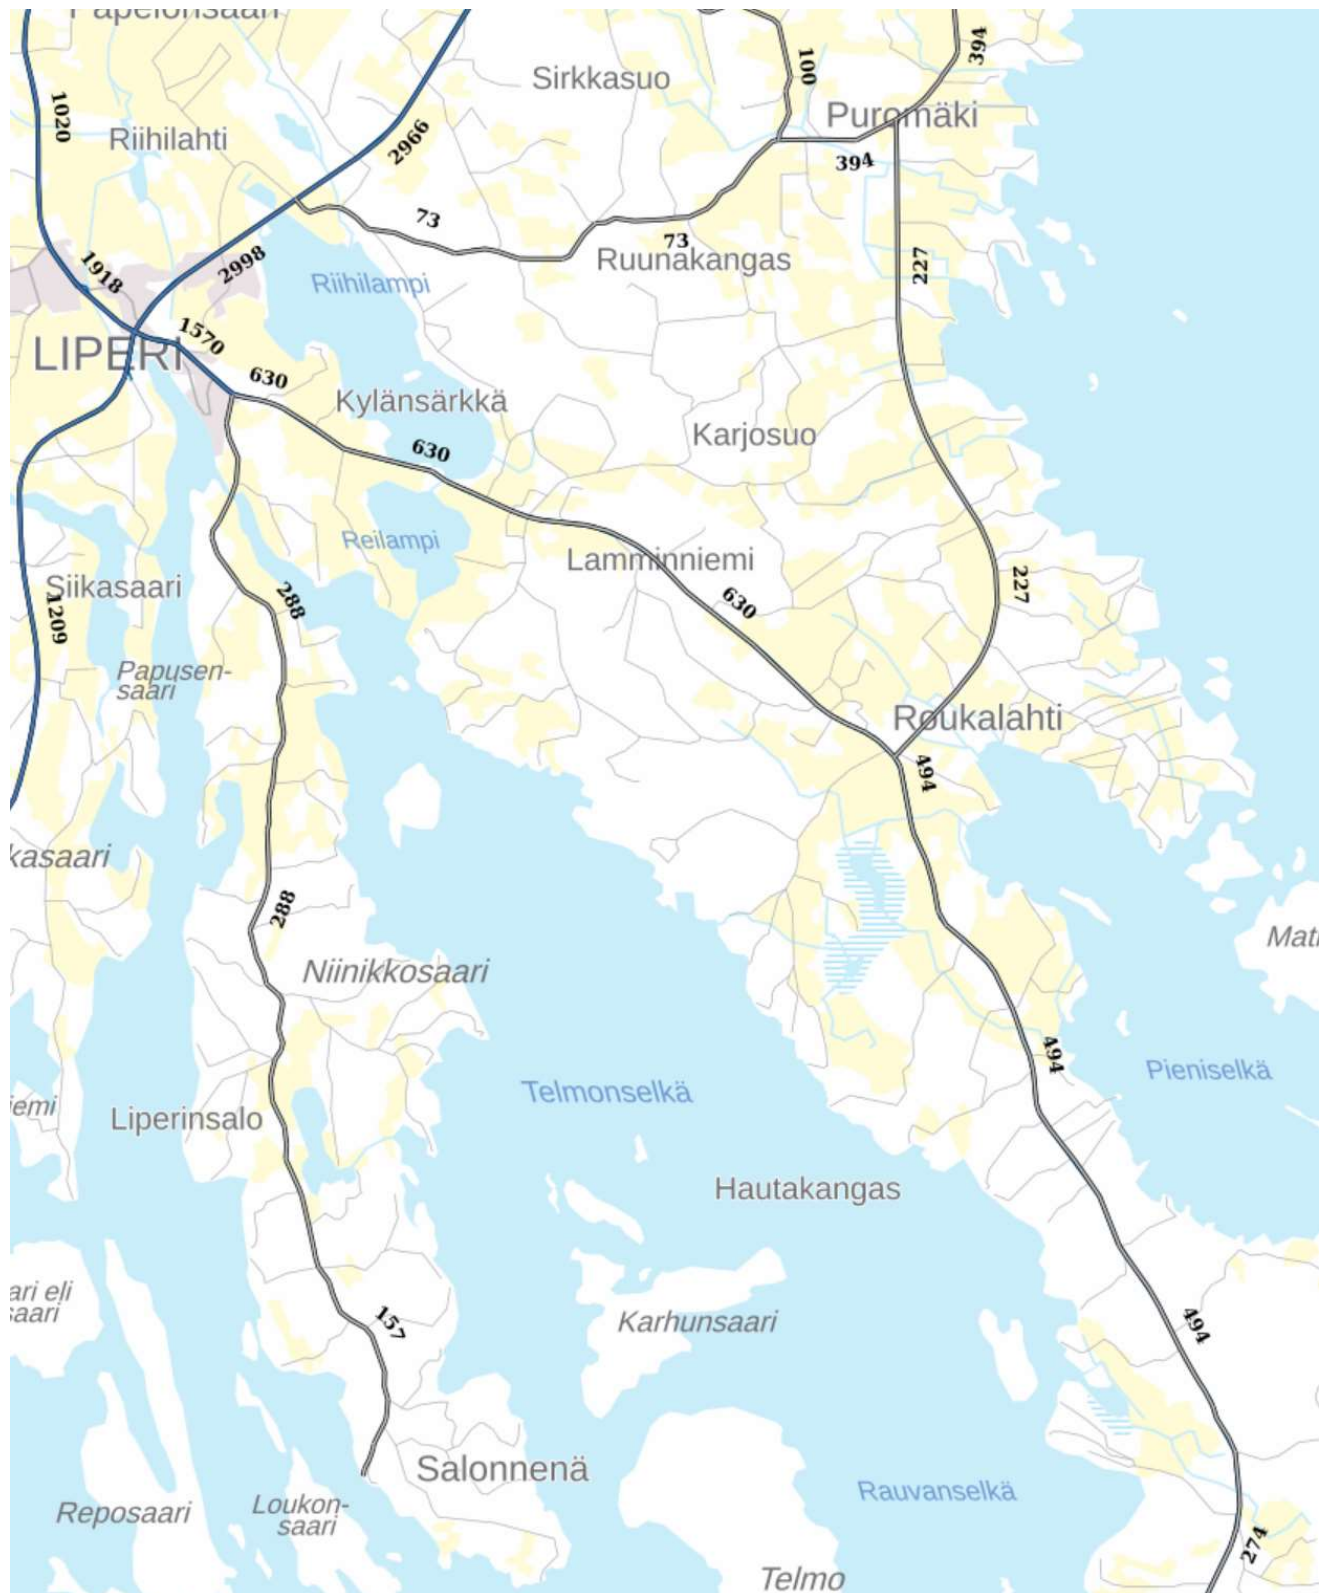 Papelonsaari
394
100
Sirkkasuo
1020
Puromäki
Riihilahti
2966
394
73
73
Ruunakangas
227
1918
2998
Riihilampi
1570
LIPERI
630
Kylänsärkkä
630
Karjosuo
Reilampi
Lamminniemi
Siikasaari
1209
288
630
227
Papusen-
saari
Roukalahti
494
kasaari
288
Niinikkosaari
Mati
494
Pieniselkä
Telmonselkä
iemi
Liperinsalo
Hautakangas
ari eli
saari
157
Karhunsaari
494
Salonnenä
Rauvanselkä
Reposaari
Loukon-
saari
274
Telmo